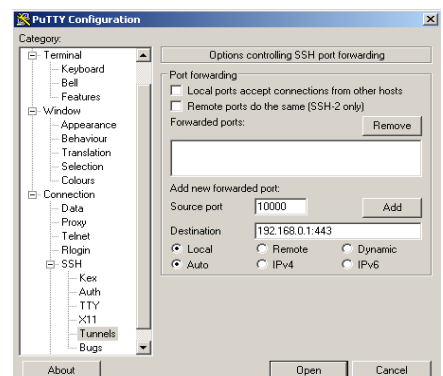 PuTTY Configuration
Category:
Terminal
Keyboard
Bell
Features
Window
Appearance
Behaviour
Translation
Selection
Colours
Connection
Data
Proxy
Telnet
Rlogin
SSH
Kex
Auth
TTY
X11
Tunnels
Bugs
Options controlling SSH port forwarding
Port forwarding
Local ports accept connections from other hosts
Remote ports do the same (SSH-2 only)
Forwarded ports:
Remove
Add new forwarded port:
Source port 10000 Add
Destination 192.168.0.1:443
Local Remote Dynamic
Auto IPv4 IPv6
About Open Cancel